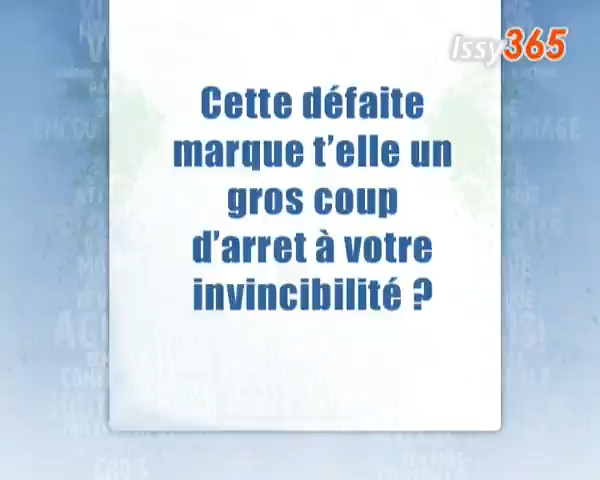 Issy365
Cette défaite
marque t'elle un
gros coup
d'arret à votre
invincibilité ?